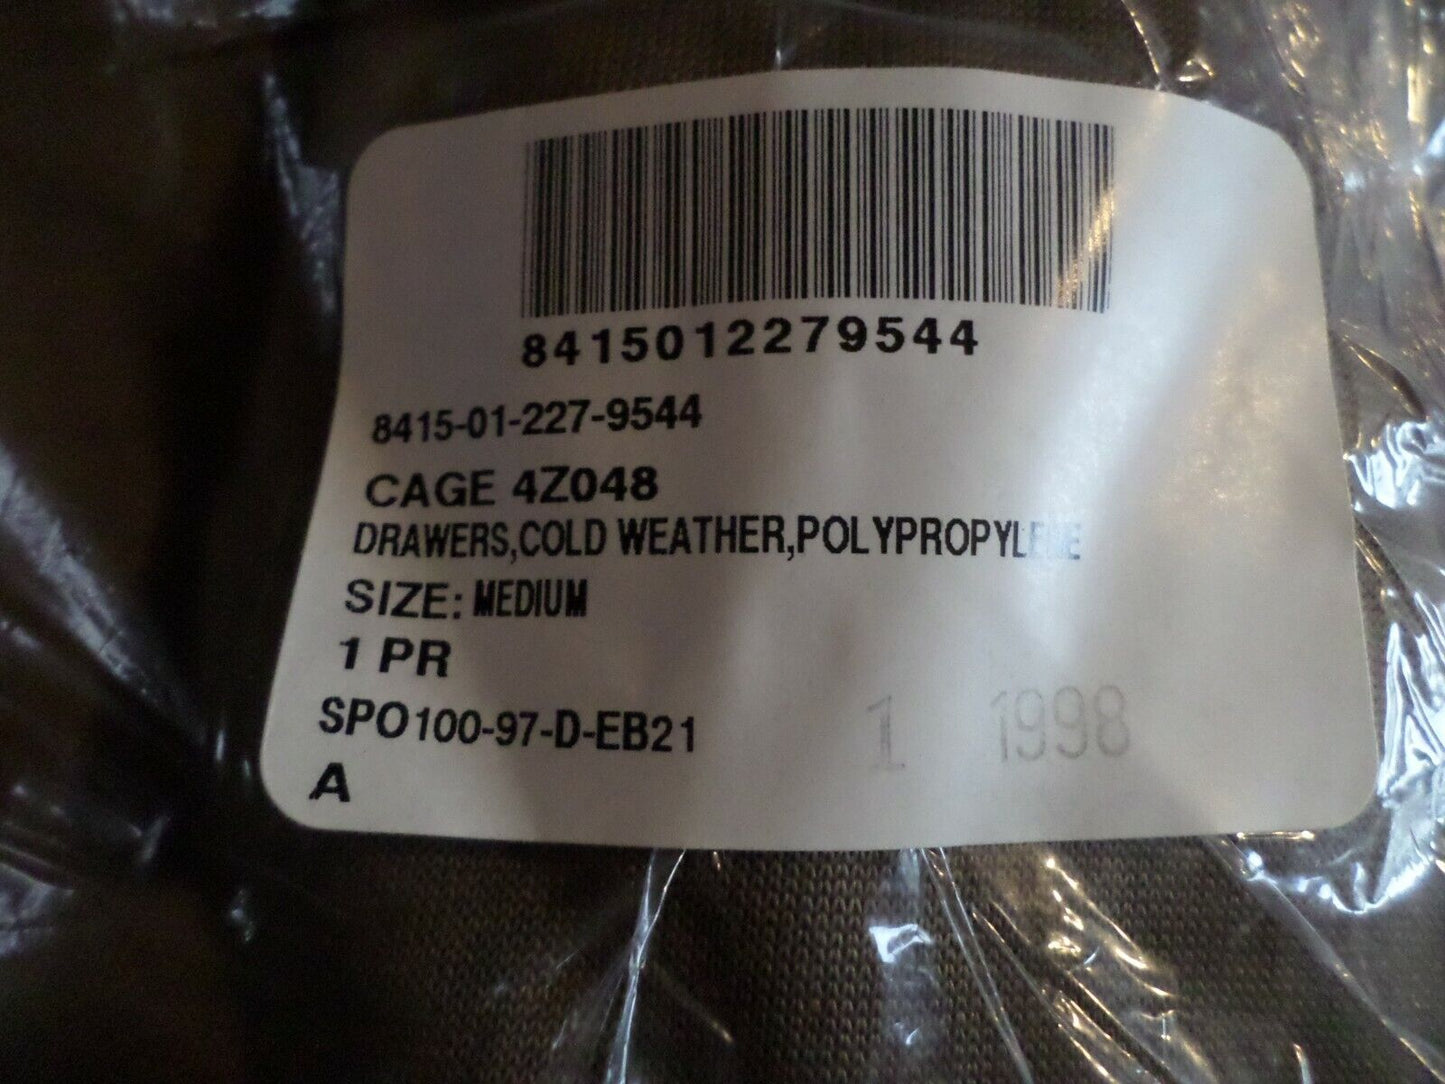 8415012279544
8415-01-227-9544
CAGE 4Z048
DRAWERS,COLD WEATHER,POLYPROPYLENE
SIZE: MEDIUM
1 PR
SPO100-97-D-EB21
1 1998
A